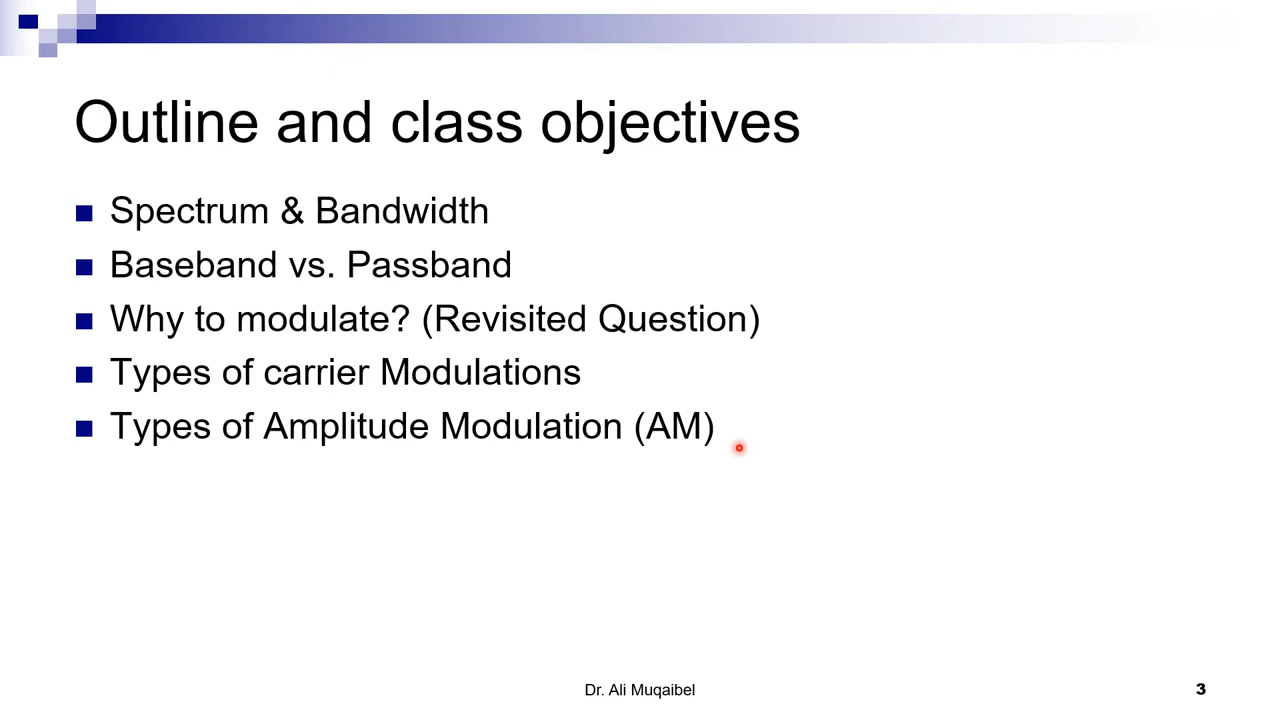 Outline and class objectives
Spectrum & Bandwidth
Baseband vs. Passband
Why to modulate? (Revisited Question)
Types of carrier Modulations
Types of Amplitude Modulation (AM)
Dr. Ali Muqaibel
3